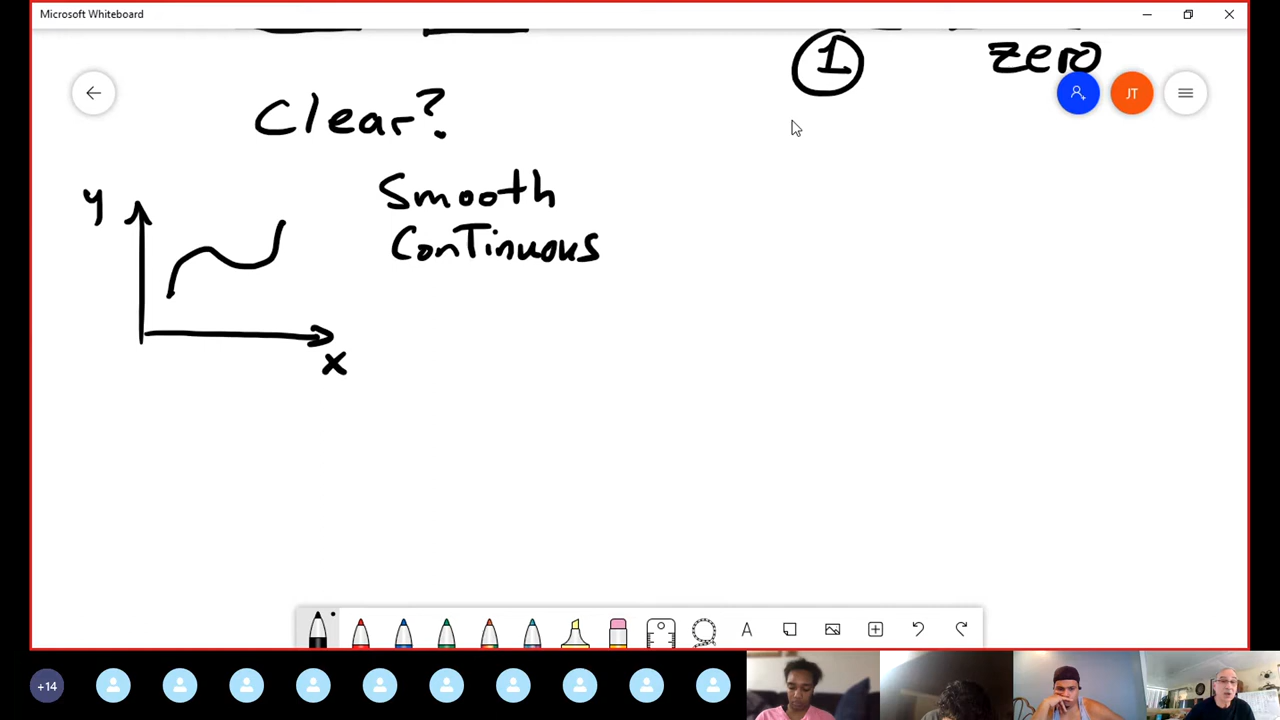 Microsoft Whiteboard
1
zero
JT
Clear?
Smooth
Continuous
y
x
A
+14